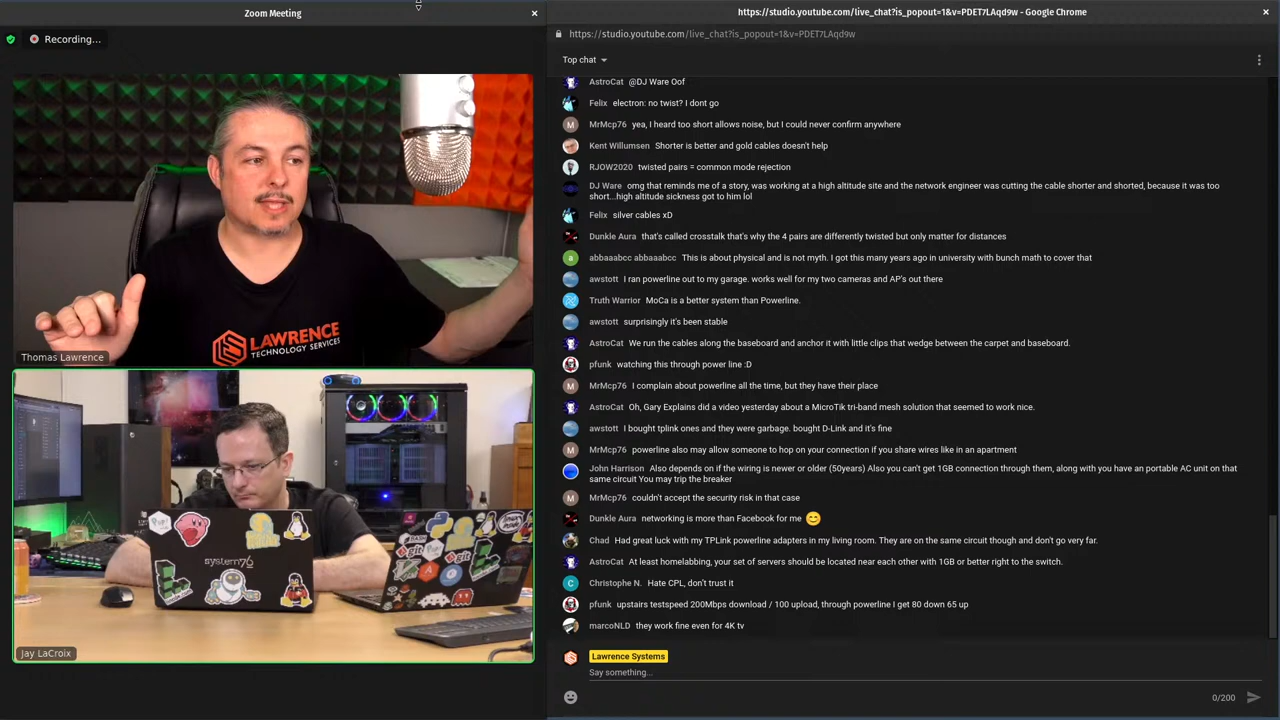 Zoom Meeting
Recording...
LAWRENCE
TECHNOLOGY SERVICES
Thomas Lawrence
system76
git
git
Jay LaCroix
https://studio.youtube.com/live_chat?is_popout=1&v=PDET7LAqd9w - Google Chrome
https://studio.youtube.com/live_chat?is_popout=1&v=PDET7LAqd9w
Top chat
AstroCat @DJ Ware Oof
Felix electron: no twist? I dont go
MrMcp76 yea, I heard too short allows noise, but I could never confirm anywhere
Kent Willumsen Shorter is better and gold cables doesn't help
RJOW2020 twisted pairs = common mode rejection
DJ Ware omg that reminds me of a story, was working at a high altitude site and the network engineer was cutting the cable shorter and shorted, because it was too
short...high altitude sickness got to him lol
Felix silver cables xD
Dunkle Aura that's called crosstalk that's why the 4 pairs are differently twisted but only matter for distances
a
abbaaabcc abbaaabcc This is about physical and is not myth. I got this many years ago in university with bunch math to cover that
awstott I ran powerline out to my garage. works well for my two cameras and AP's out there
Truth Warrior MoCa is a better system than Powerline.
awstott surprisingly it's been stable
AstroCat We run the cables along the baseboard and anchor it with little clips that wedge between the carpet and baseboard.
pfunk watching this through power line :D
M
MrMcp76 I complain about powerline all the time, but they have their place
AstroCat Oh, Gary Explains did a video yesterday about a MicroTik tri-band mesh solution that seemed to work nice.
awstott I bought tplink ones and they were garbage. bought D-Link and it's fine
M
MrMcp76 powerline also may allow someone to hop on your connection if you share wires like in an apartment
John Harrison Also depends on if the wiring is newer or older (50years) Also you can't get 1GB connection through them, along with you have an portable AC unit on that
same circuit You may trip the breaker
M
MrMcp76 couldn't accept the security risk in that case
Dunkle Aura networking is more than Facebook for me 😊
Chad Had great luck with my TPLink powerline adapters in my living room. They are on the same circuit though and don't go very far.
AstroCat At least homelabbing, your set of servers should be located near each other with 1GB or better right to the switch.
C
Christophe N. Hate CPL, don't trust it
pfunk upstairs testspeed 200Mbps download / 100 upload, through powerline I get 80 down 65 up
marcoNLD they work fine even for 4K tv
Lawrence Systems
Say something...
0/200